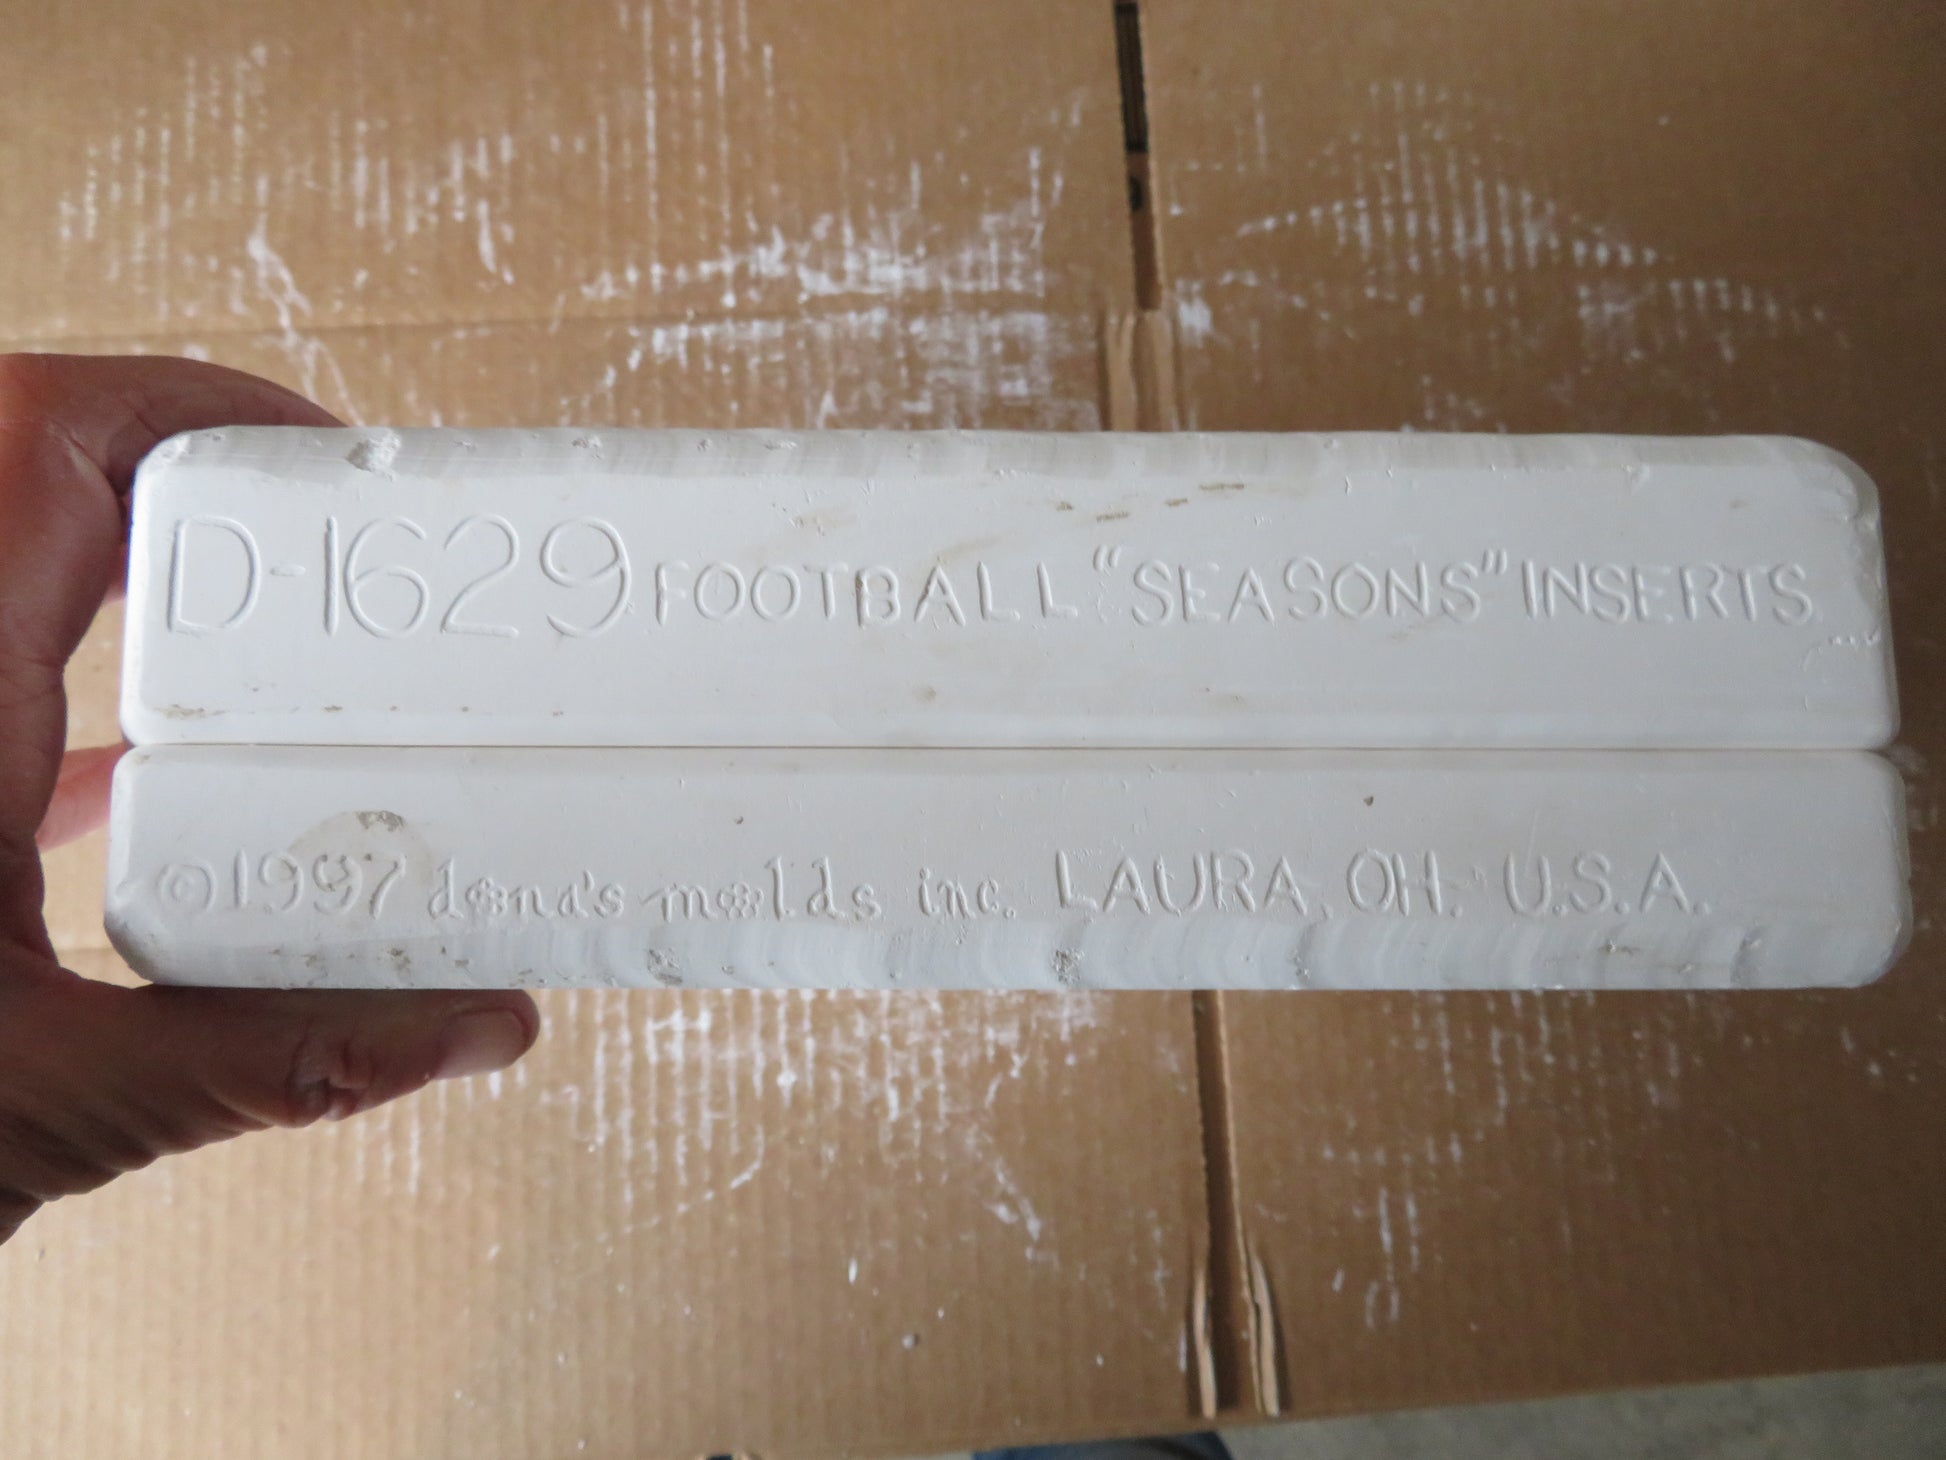 D-1629 FOOTBALL "SEASONS" INSERTS
©1997 dona's molds inc. LAURA, OH. U.S.A.